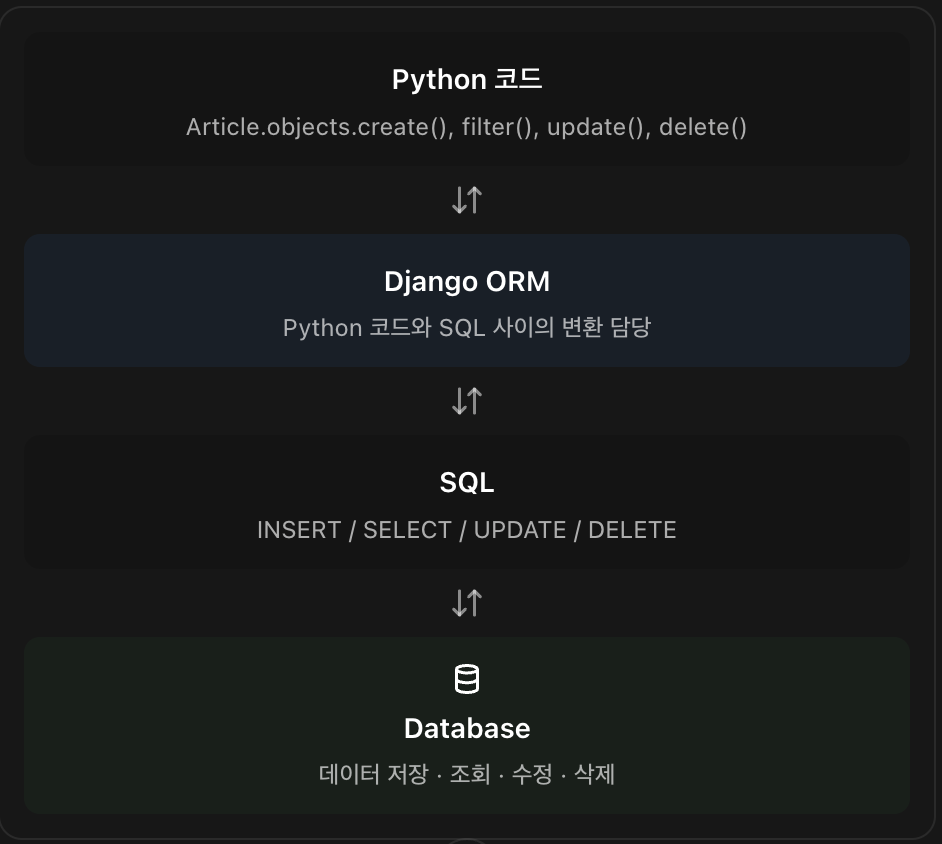 Python 코드
Article.objects.create(), filter(), update(), delete()
Django ORM
Python 코드와 SQL 사이의 변환 담당
SQL
INSERT / SELECT / UPDATE / DELETE
Database
데이터 저장 · 조회 · 수정 · 삭제